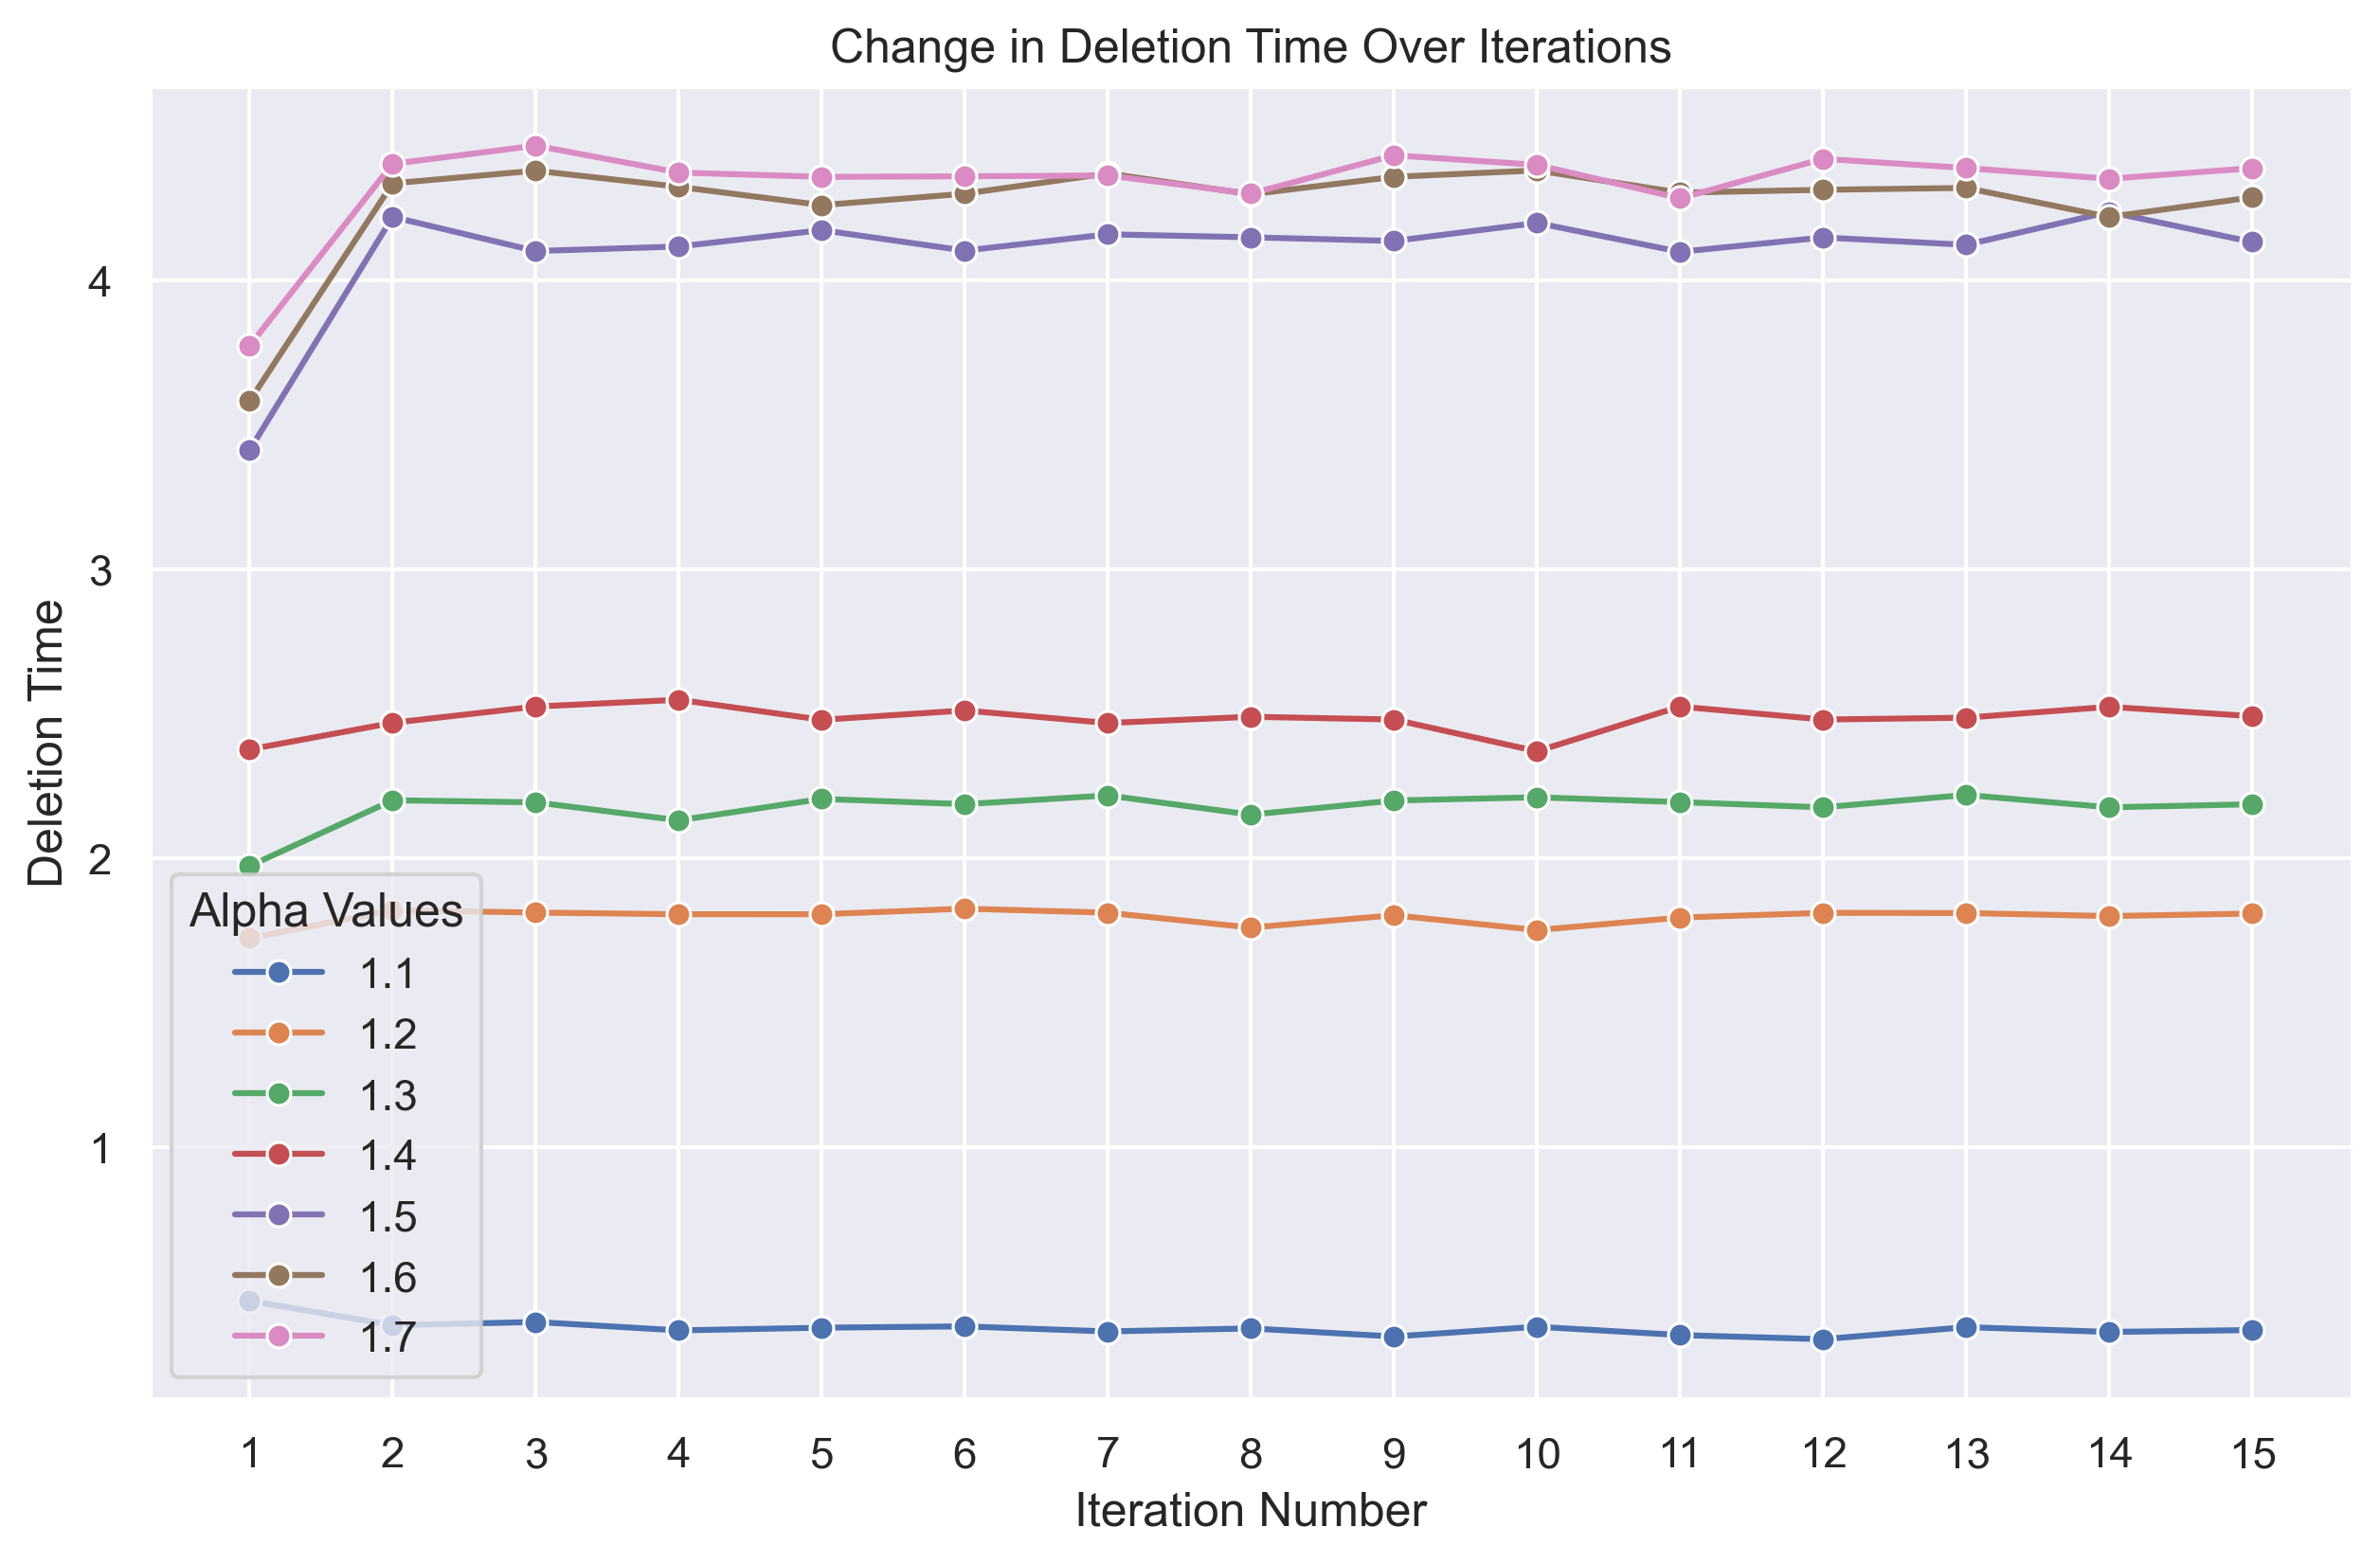 Change in Deletion Time Over Iterations
Deletion Time
4
3
2
1
Alpha Values
1.1
1.2
1.3
1.4
1.5
1.6
1.7
1 2 3 4 5 6 7 8 9 10 11 12 13 14 15
Iteration Number